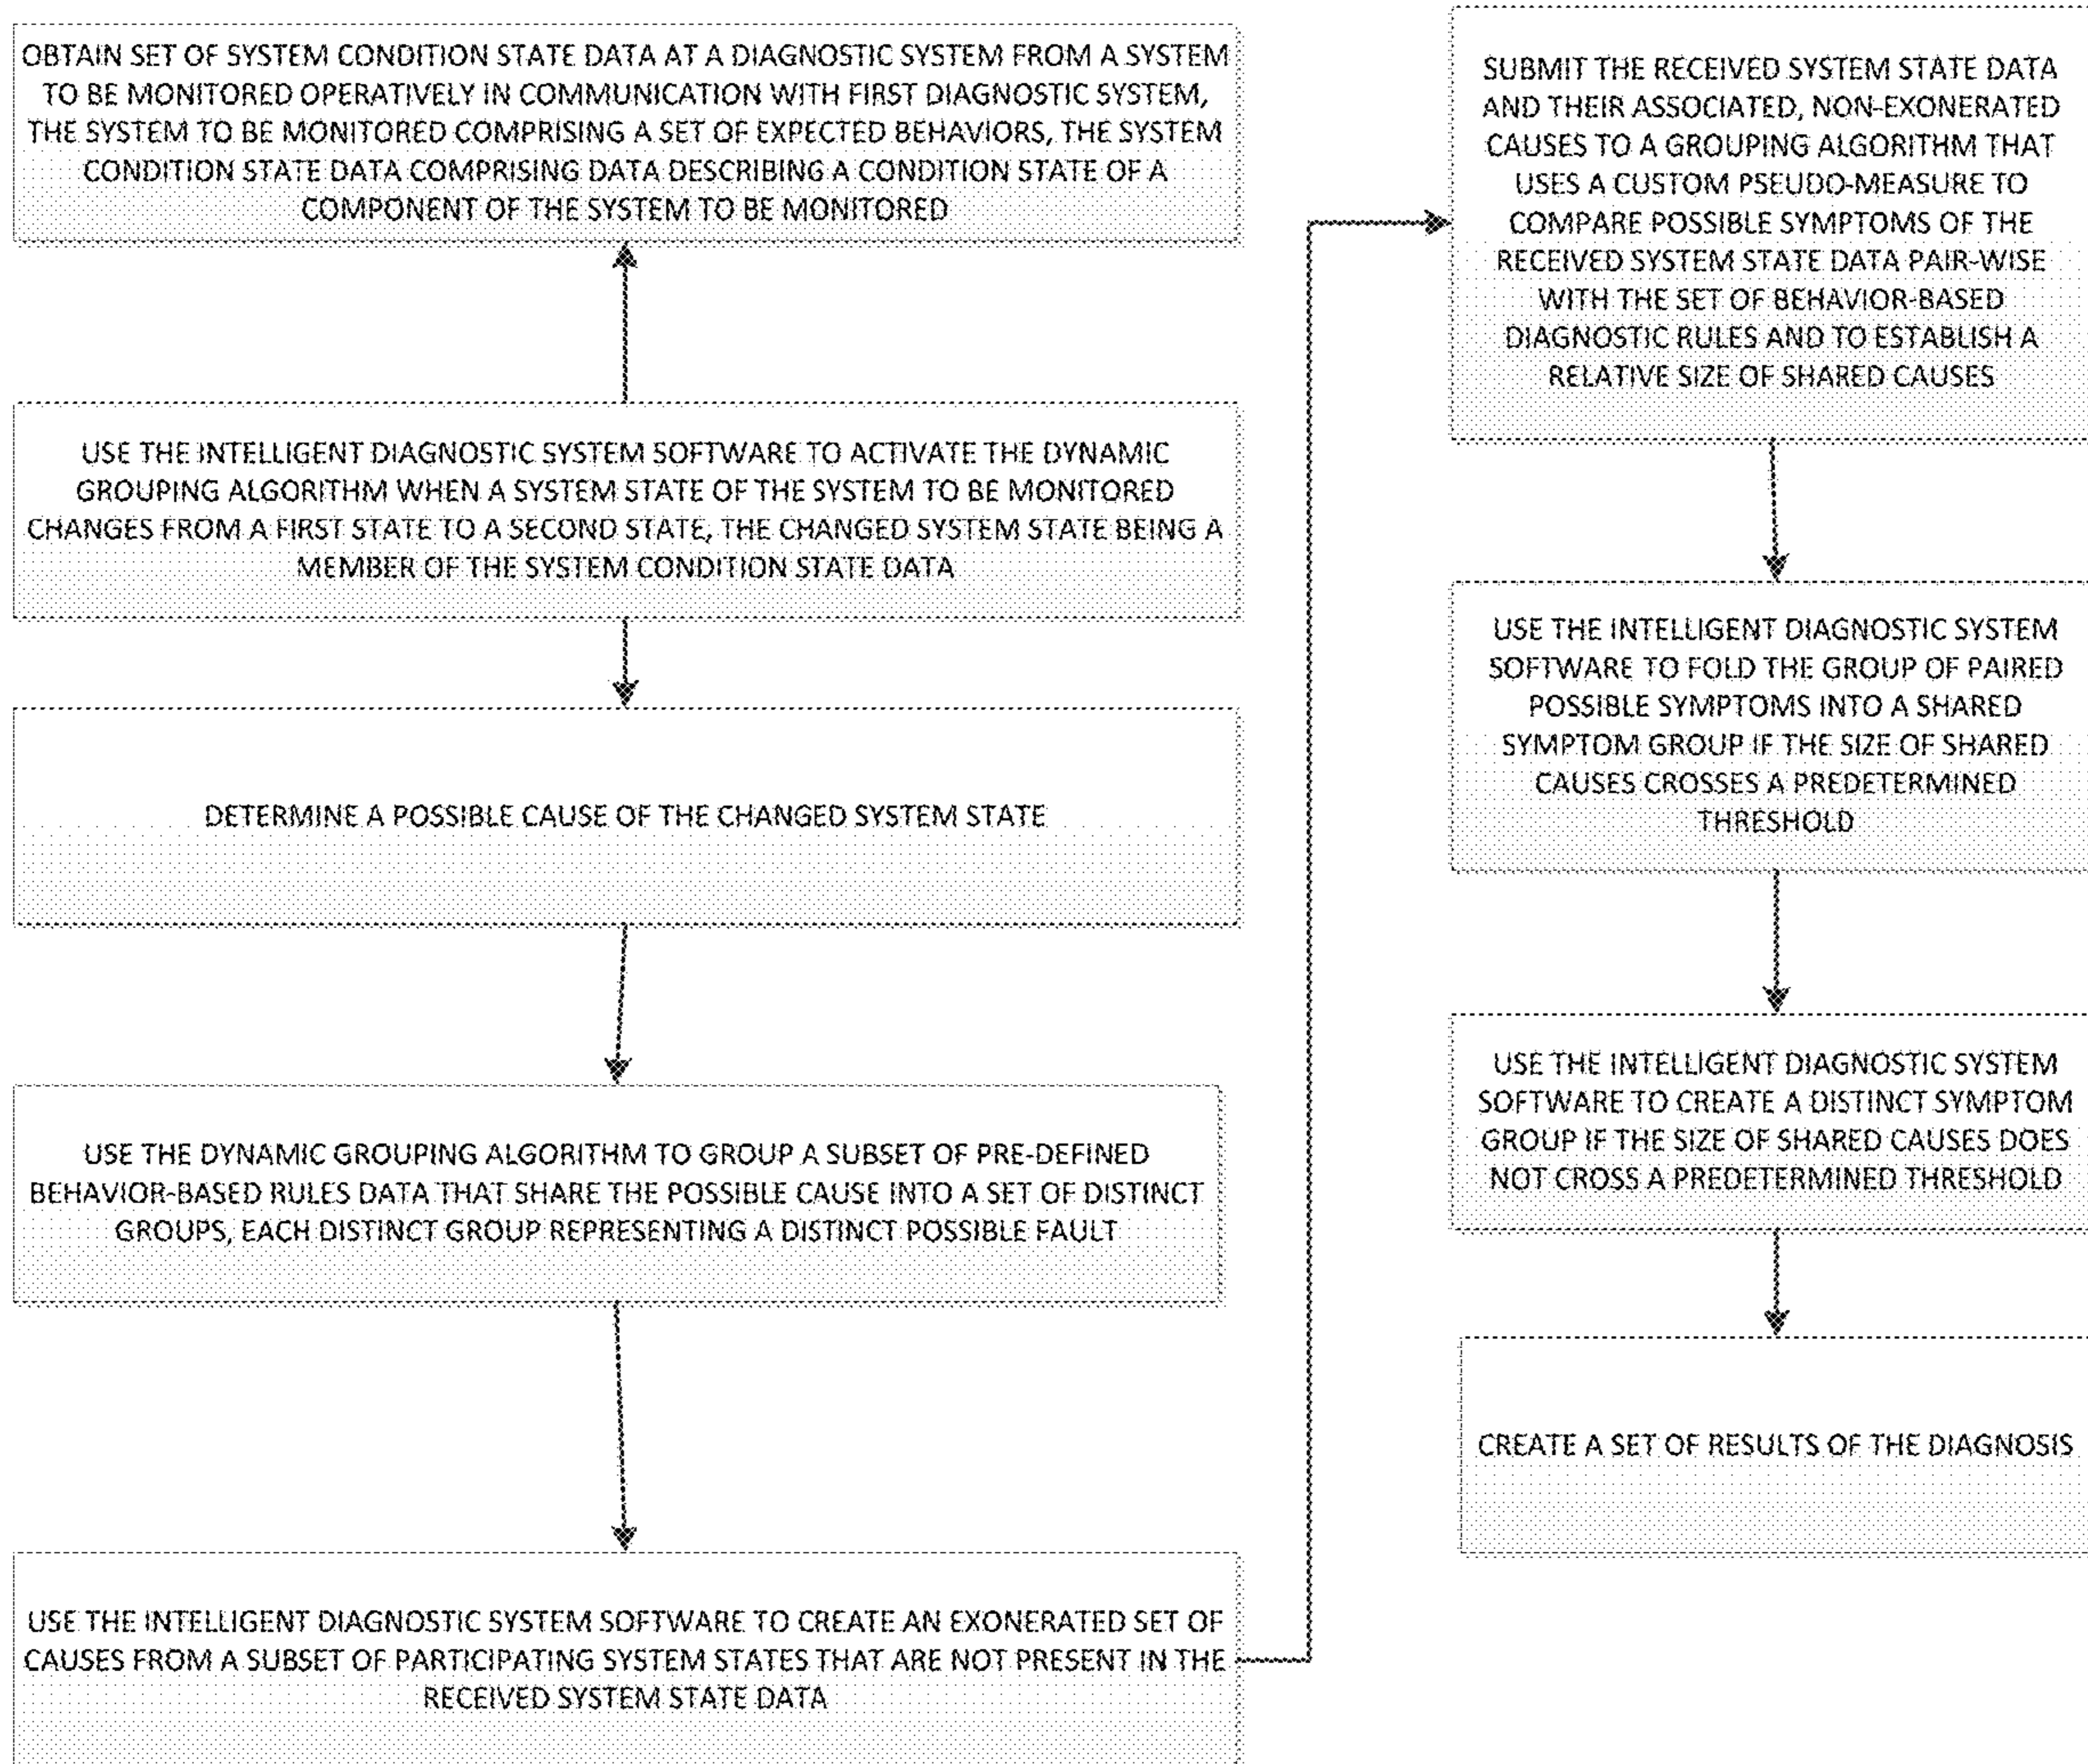 OBTAIN SET OF SYSTEM CONDITION STATE DATA AT A DIAGNOSTIC SYSTEM FROM A SYSTEM
TO BE MONITORED OPERATIVELY IN COMMUNICATION WITH FIRST DIAGNOSTIC SYSTEM,
THE SYSTEM TO BE MONITORED COMPRISING A SET OF EXPECTED BEHAVIORS, THE SYSTEM
CONDITION STATE DATA COMPRISING DATA DESCRIBING A CONDITION STATE OF A
COMPONENT OF THE SYSTEM TO BE MONITORED
USE THE INTELLIGENT DIAGNOSTIC SYSTEM SOFTWARE TO ACTIVATE THE DYNAMIC
GROUPING ALGORITHM WHEN A SYSTEM STATE OF THE SYSTEM TO BE MONITORED
CHANGES FROM A FIRST STATE TO A SECOND STATE, THE CHANGED SYSTEM STATE BEING A
MEMBER OF THE SYSTEM CONDITION STATE DATA
DETERMINE A POSSIBLE CAUSE OF THE CHANGED SYSTEM STATE
USE THE DYNAMIC GROUPING ALGORITHM TO GROUP A SUBSET OF PRE-DEFINED
BEHAVIOR-BASED RULES DATA THAT SHARE THE POSSIBLE CAUSE INTO A SET OF DISTINCT
GROUPS, EACH DISTINCT GROUP REPRESENTING A DISTINCT POSSIBLE FAULT
USE THE INTELLIGENT DIAGNOSTIC SYSTEM SOFTWARE TO CREATE AN EXONERATED SET OF
CAUSES FROM A SUBSET OF PARTICIPATING SYSTEM STATES THAT ARE NOT PRESENT IN THE
RECEIVED SYSTEM STATE DATA
SUBMIT THE RECEIVED SYSTEM STATE DATA
AND THEIR ASSOCIATED, NON-EXONERATED
CAUSES TO A GROUPING ALGORITHM THAT
USES A CUSTOM PSEUDO-MEASURE TO
COMPARE POSSIBLE SYMPTOMS OF THE
RECEIVED SYSTEM STATE DATA PAIR-WISE
WITH THE SET OF BEHAVIOR-BASED
DIAGNOSTIC RULES AND TO ESTABLISH A
RELATIVE SIZE OF SHARED CAUSES
USE THE INTELLIGENT DIAGNOSTIC SYSTEM
SOFTWARE TO FOLD THE GROUP OF PAIRED
POSSIBLE SYMPTOMS INTO A SHARED
SYMPTOM GROUP IF THE SIZE OF SHARED
CAUSES CROSSES A PREDETERMINED
THRESHOLD
USE THE INTELLIGENT DIAGNOSTIC SYSTEM
SOFTWARE TO CREATE A DISTINCT SYMPTOM
GROUP IF THE SIZE OF SHARED CAUSES DOES
NOT CROSS A PREDETERMINED THRESHOLD
CREATE A SET OF RESULTS OF THE DIAGNOSIS